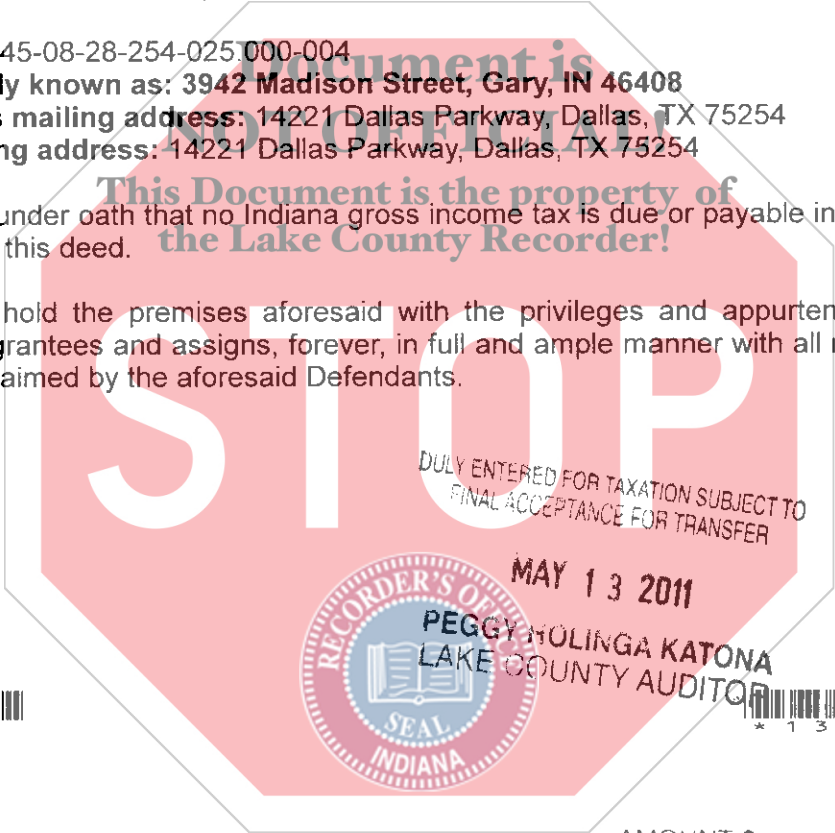 45-08-28-254-025.000-004
Document is
ly known as: 3942 Madison Street, Gary, IN 46408
s mailing address: 14221 Dallas Parkway, Dallas, TX 75254
NOT OFFICIAL!
ng address: 14221 Dallas Parkway, Dallas, TX 75254
This Document is the property of
under oath that no Indiana gross income tax is due or payable in
the Lake County Recorder!
this deed.
hold the premises aforesaid with the privileges and appurten
grantees and assigns, forever, in full and ample manner with all
aimed by the aforesaid Defendants.
STOP
DULY ENTERED FOR TAXATION SUBJECT TO
FINAL ACCEPTANCE FOR TRANSFER
MAY 13 2011
PEGGY HOLINGA KATONA
LAKE COUNTY AUDITOR
RECORDER'S OFFICE
SEAL
INDIANA
* 1 3